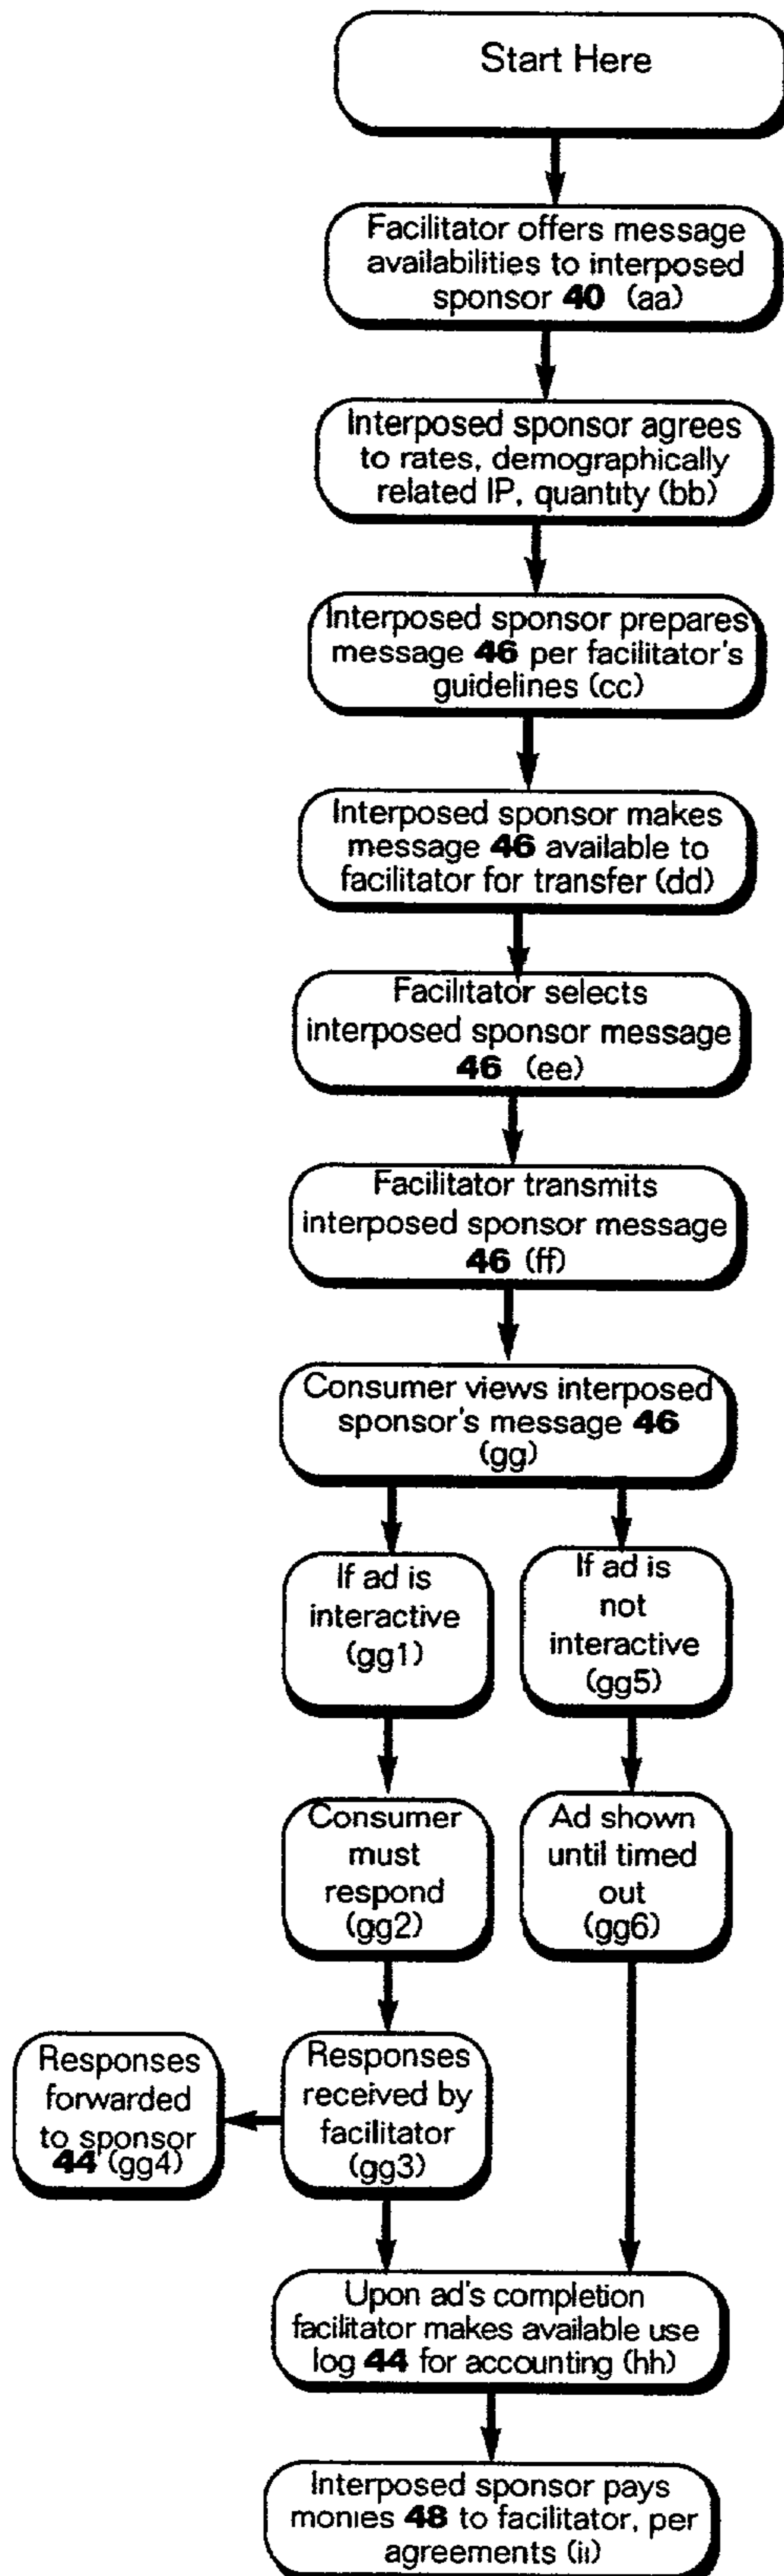 Start Here
Facilitator offers message
availabilities to interposed
sponsor 40 (aa)
Interposed sponsor agrees
to rates, demographically
related IP, quantity (bb)
Interposed sponsor prepares
message 46 per facilitator's
guidelines (cc)
Interposed sponsor makes
message 46 available to
facilitator for transfer (dd)
Facilitator selects
interposed sponsor message
46 (ee)
Facilitator transmits
interposed sponsor message
46 (ff)
Consumer views interposed
sponsor's message 46
(gg)
If ad is
interactive
(gg1)
If ad is
not
interactive
(gg5)
Consumer
must
respond
(gg2)
Ad shown
until timed
out
(gg6)
Responses
forwarded
to sponsor
44 (gg4)
Responses
received by
facilitator
(gg3)
Upon ad's completion
facilitator makes available use
log 44 for accounting (hh)
Interposed sponsor pays
monies 48 to facilitator, per
agreements (ii)